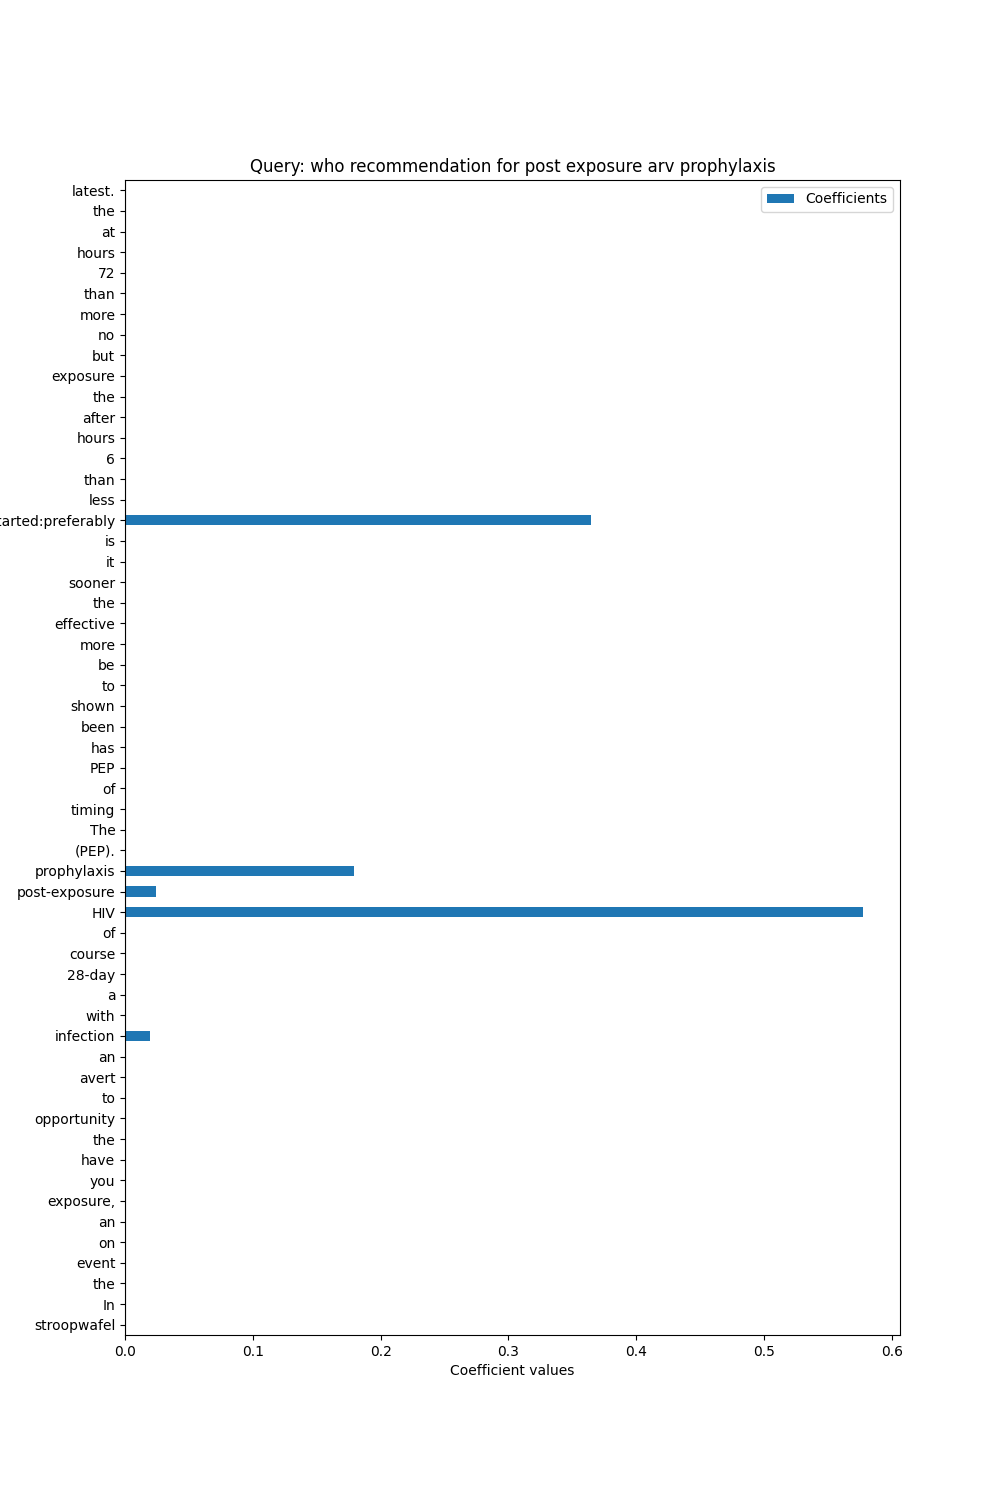 Query: who recommendation for post exposure arv prophylaxis
Coefficients
latest.
the
at
hours
72
than
more
no
but
exposure
the
after
hours
6
than
less
tarted:preferably
is
it
sooner
the
effective
more
be
to
shown
been
has
PEP
of
timing
The
(PEP).
prophylaxis
post-exposure
HIV
of
course
28-day
a
with
infection
an
avert
to
opportunity
the
have
you
exposure,
an
on
event
the
In
stroopwafel
0.0 0.1 0.2 0.3 0.4 0.5 0.6
Coefficient values